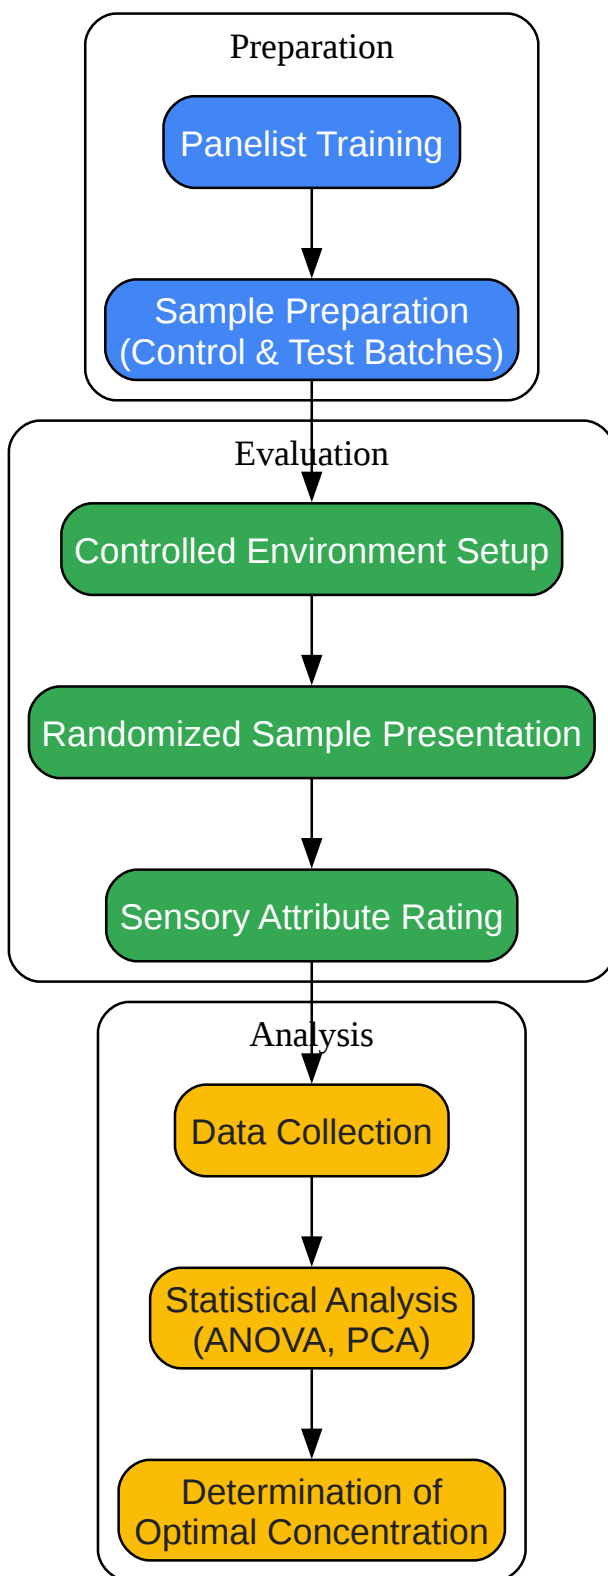 Preparation
Panelist Training
Sample Preparation
(Control & Test Batches)
Evaluation
Controlled Environment Setup
Randomized Sample Presentation
Sensory Attribute Rating
Analysis
Data Collection
Statistical Analysis
(ANOVA, PCA)
Determination of
Optimal Concentration